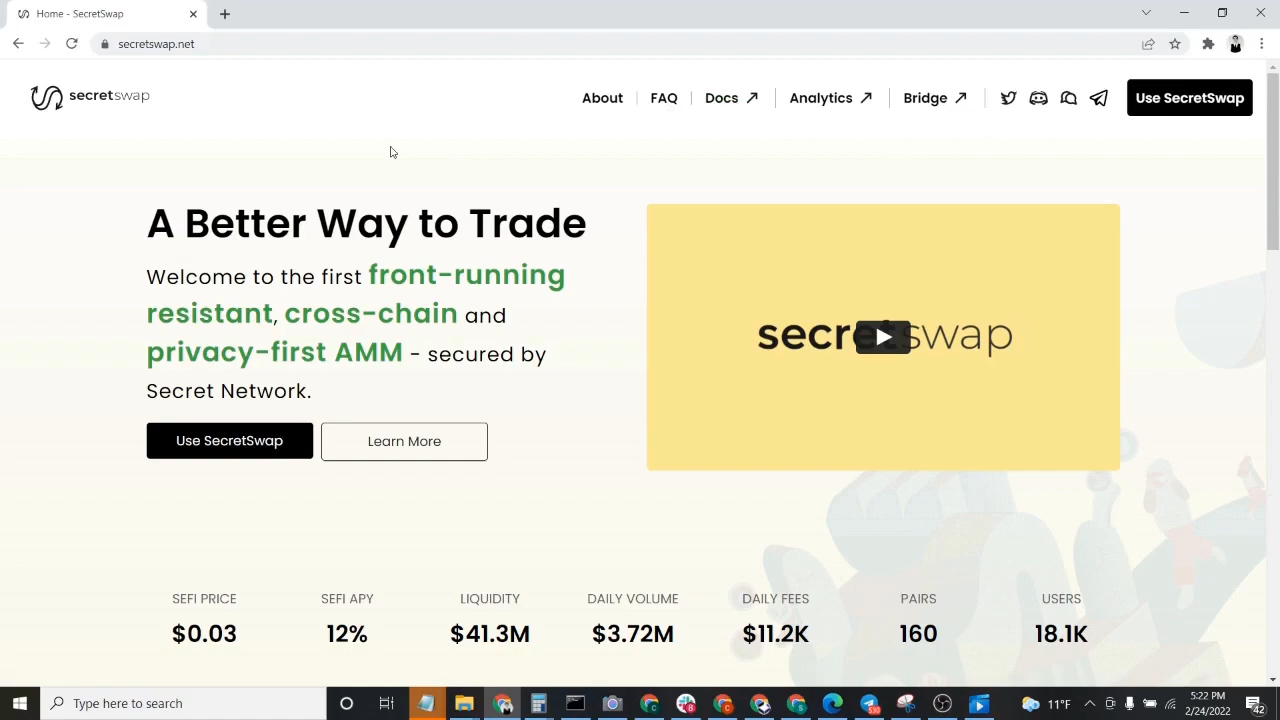 Home - SecretSwap
secretswap.net
secretswap
About
FAQ
Docs
Analytics
Bridge
Use SecretSwap
A Better Way to Trade
Welcome to the first front-running
resistant, cross-chain and
privacy-first AMM - secured by
Secret Network.
Use SecretSwap
Learn More
secretswap
SEFI PRICE
SEFI APY
LIQUIDITY
DAILY VOLUME
DAILY FEES
PAIRS
USERS
$0.03
12%
$41.3M
$3.72M
$11.2K
160
18.1K
Type here to search
11°F
5:22 PM
2/24/2022
42